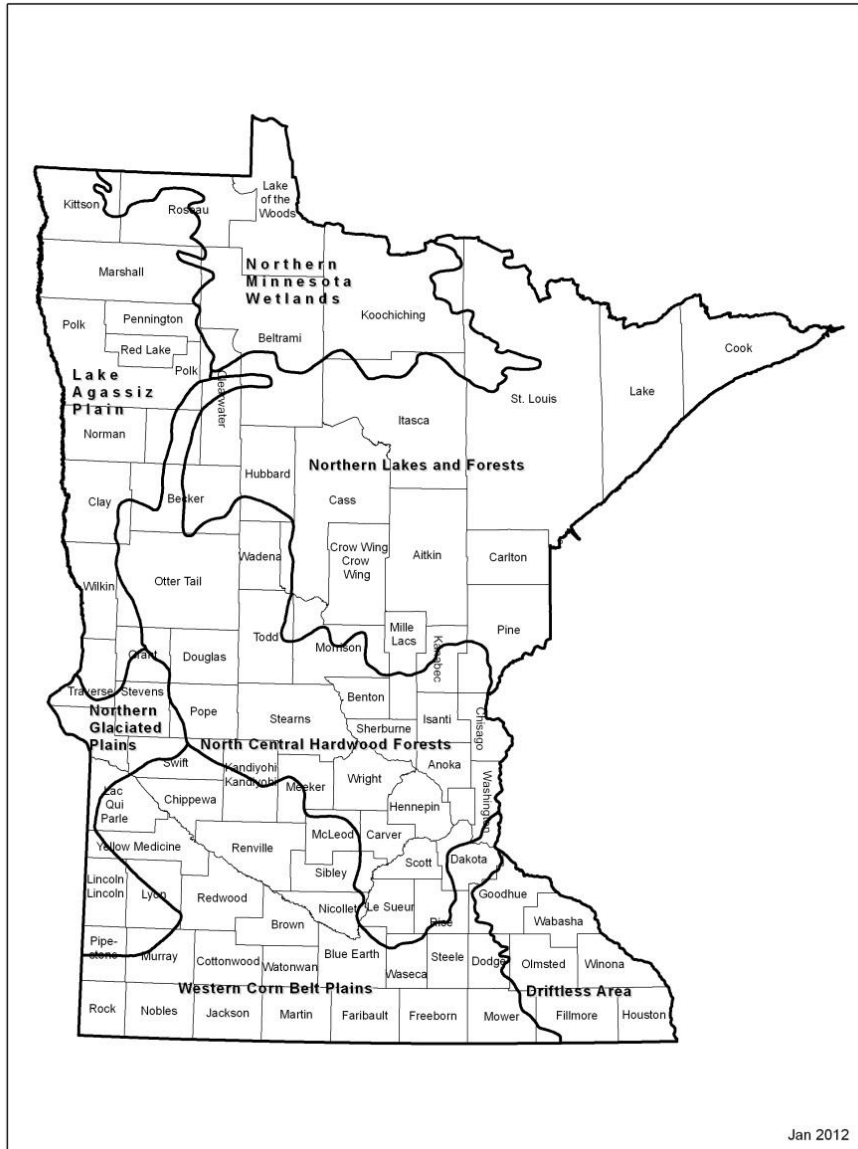 Kittson
Roseau
Lake
of the
Woods
Marshall
Northern
Minnesota
Wetlands
Koochiching
Polk
Pennington
Red Lake
Polk
Beltrami
Clearwater
Lake
Agassiz
Plain
Cook
Lake
St. Louis
Itasca
Norman
Hubbard
Northern Lakes and Forests
Clay
Becker
Cass
Wadena
Crow Wing
Crow
Wing
Aitkin
Carlton
Wilkin
Otter Tail
Mille
Lacs
Pine
Todd
Morrison
Kanabec
Grant
Douglas
Traverse
Stevens
Benton
Northern
Glaciated
Plains
Pope
Stearns
Isanti
Chisago
Sherburne
North Central Hardwood Forests
Swift
Kandiyohi
Kandiyohi
Meeker
Wright
Anoka
Washington
Lac
Qui
Parle
Chippewa
Hennepin
McLeod
Carver
Yellow Medicine
Renville
Scott
Dakota
Sibley
Lincoln
Lincoln
Lyon
Redwood
Nicollet
Le Sueur
Rice
Goodhue
Wabasha
Brown
Pipe-
stone
Murray
Cottonwood
Watonwan
Blue Earth
Waseca
Steele
Dodge
Olmsted
Winona
Western Corn Belt Plains
Driftless Area
Rock
Nobles
Jackson
Martin
Faribault
Freeborn
Mower
Fillmore
Houston
Jan 2012